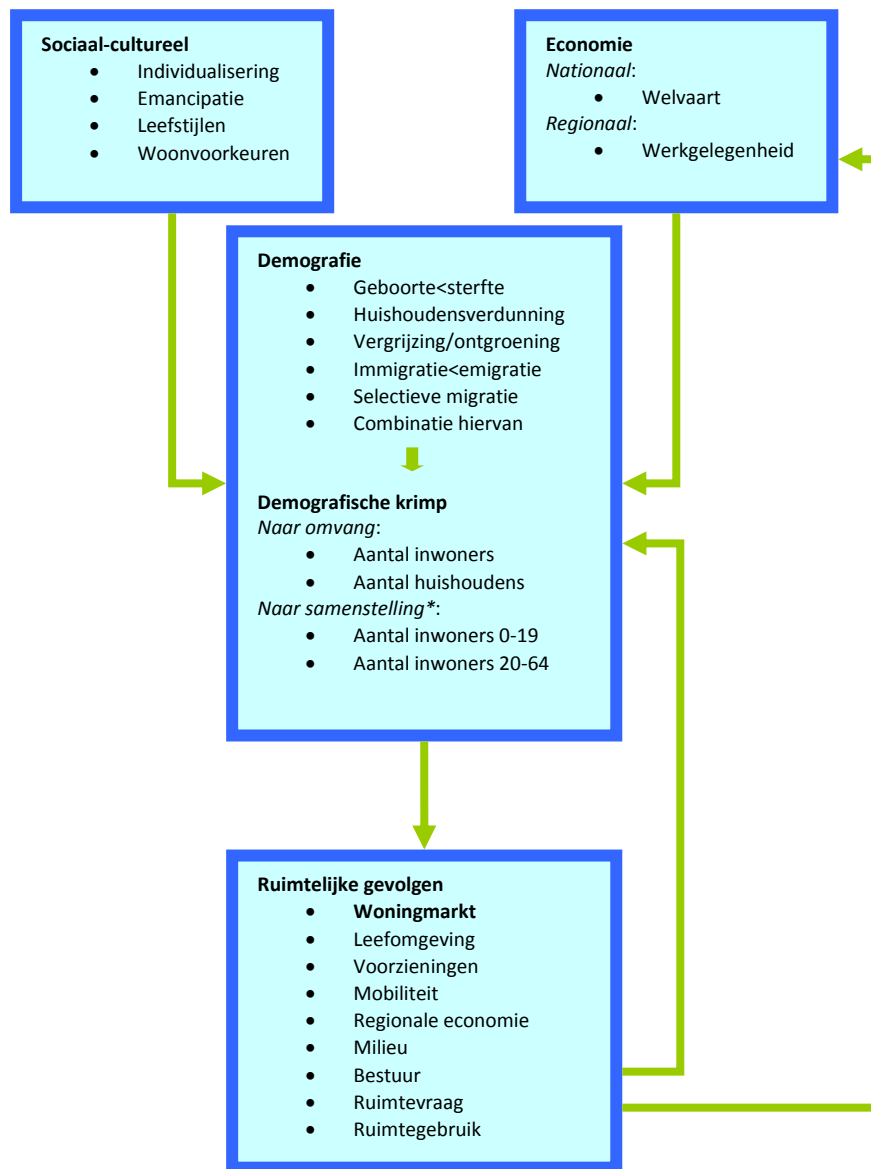 Sociaal-cultureel
• Individualisering
• Emancipatie
• Leefstijlen
• Woonvoorkeuren
Economie
Nationaal:
• Welvaart
Regionaal:
• Werkgelegenheid
Demografie
• Geboorte<sterfte
• Huishoudensverdunning
• Vergrijzing/ontgroening
• Immigratie<emigratie
• Selectieve migratie
• Combinatie hiervan
Demografische krimp
Naar omvang:
• Aantal inwoners
• Aantal huishoudens
Naar samenstelling*:
• Aantal inwoners 0-19
• Aantal inwoners 20-64
Ruimtelijke gevolgen
• Woningmarkt
• Leefomgeving
• Voorzieningen
• Mobiliteit
• Regionale economie
• Milieu
• Bestuur
• Ruimtevraag
• Ruimtegebruik